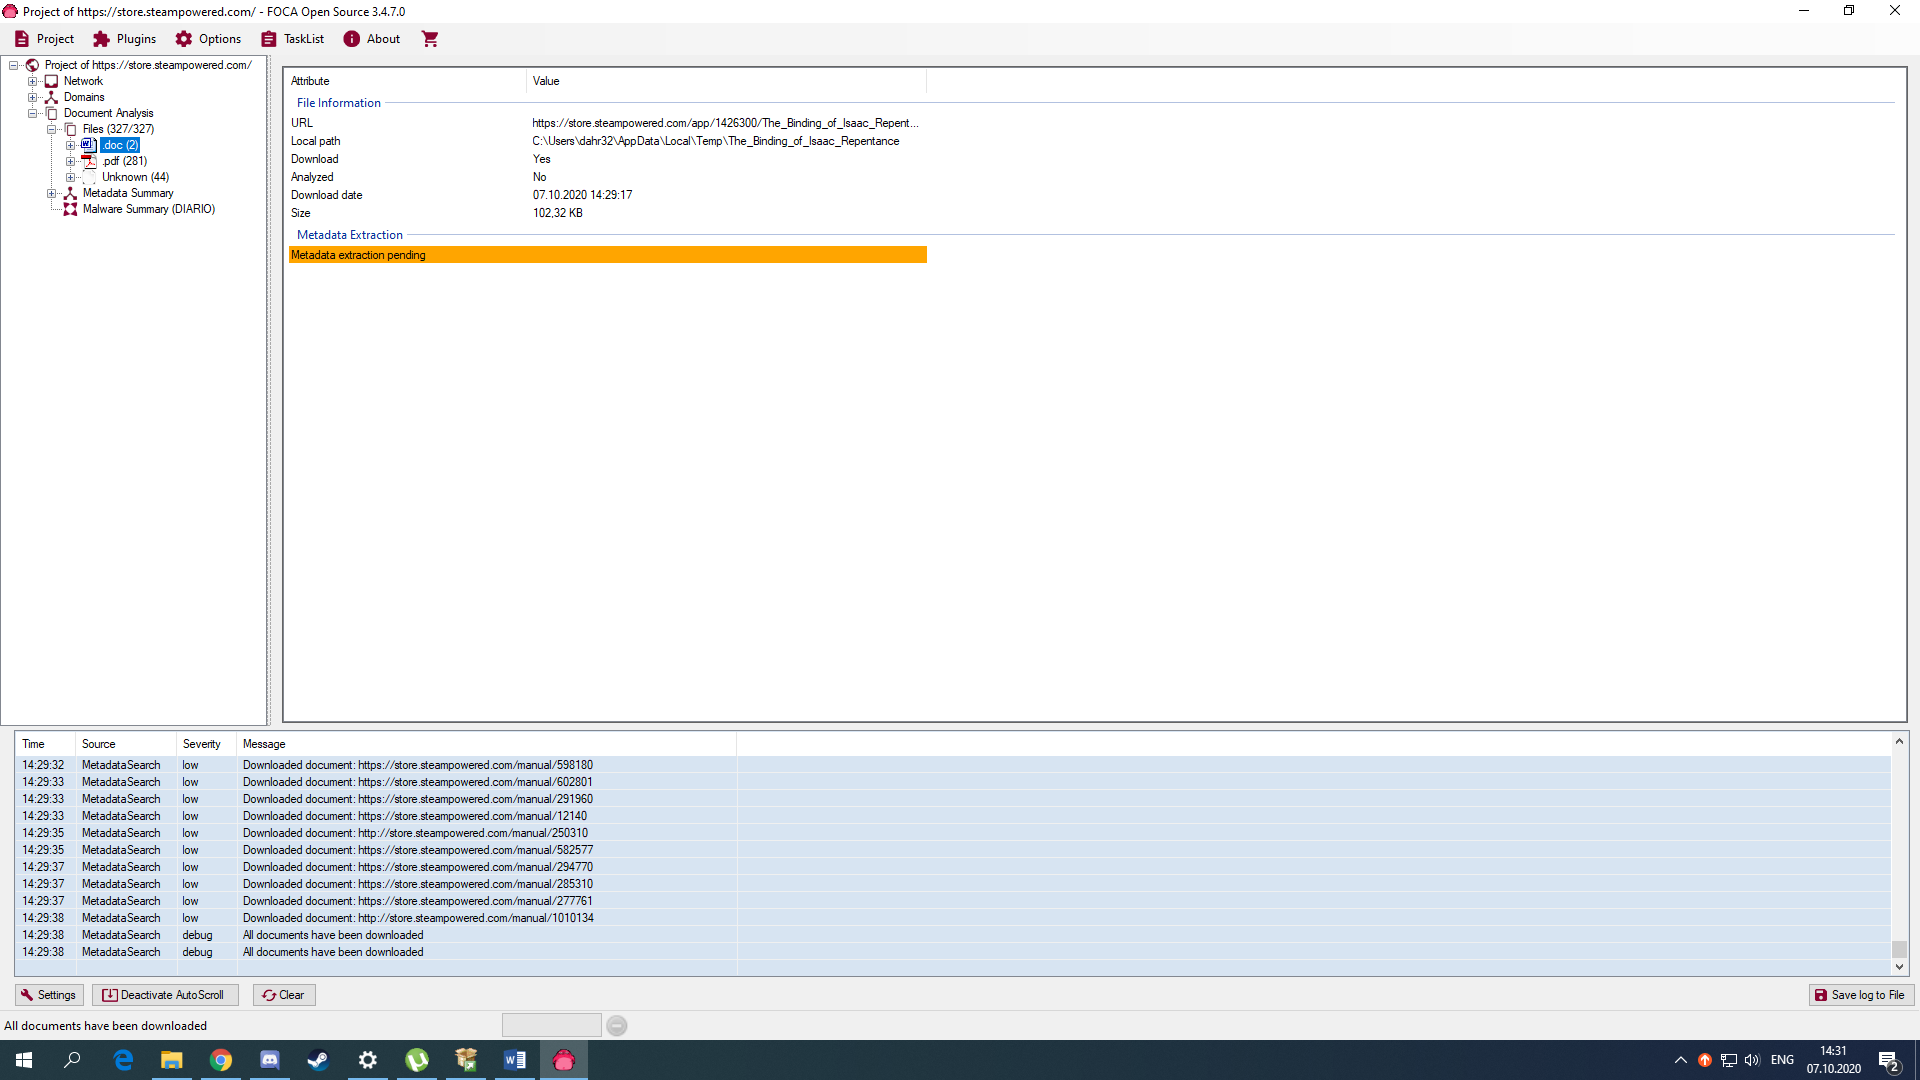 Project of https://store.steampowered.com/ - FOCA Open Source 3.4.7.0
Project Plugins Options TaskList About
Project of https://store.steampowered.com/
Network
Domains
Document Analysis
Files (327/327)
.doc (2)
.pdf (281)
Unknown (44)
Metadata Summary
Malware Summary (DIARIO)
Attribute Value
File Information
URL https://store.steampowered.com/app/1426300/The_Binding_of_Isaac_Repent...
Local path C:\Users\dahr32\AppData\Local\Temp\The_Binding_of_Isaac_Repentance
Download Yes
Analyzed No
Download date 07.10.2020 14:29:17
Size 102,32 KB
Metadata Extraction
Metadata extraction pending
Time Source Severity Message
14:29:32 MetadataSearch low Downloaded document: https://store.steampowered.com/manual/598180
14:29:33 MetadataSearch low Downloaded document: https://store.steampowered.com/manual/602801
14:29:33 MetadataSearch low Downloaded document: https://store.steampowered.com/manual/291960
14:29:33 MetadataSearch low Downloaded document: https://store.steampowered.com/manual/12140
14:29:35 MetadataSearch low Downloaded document: http://store.steampowered.com/manual/250310
14:29:35 MetadataSearch low Downloaded document: https://store.steampowered.com/manual/582577
14:29:37 MetadataSearch low Downloaded document: https://store.steampowered.com/manual/294770
14:29:37 MetadataSearch low Downloaded document: https://store.steampowered.com/manual/285310
14:29:37 MetadataSearch low Downloaded document: https://store.steampowered.com/manual/277761
14:29:38 MetadataSearch low Downloaded document: http://store.steampowered.com/manual/1010134
14:29:38 MetadataSearch debug All documents have been downloaded
14:29:38 MetadataSearch debug All documents have been downloaded
Settings Deactivate AutoScroll Clear Save log to File
All documents have been downloaded
ENG 14:31
07.10.2020 2